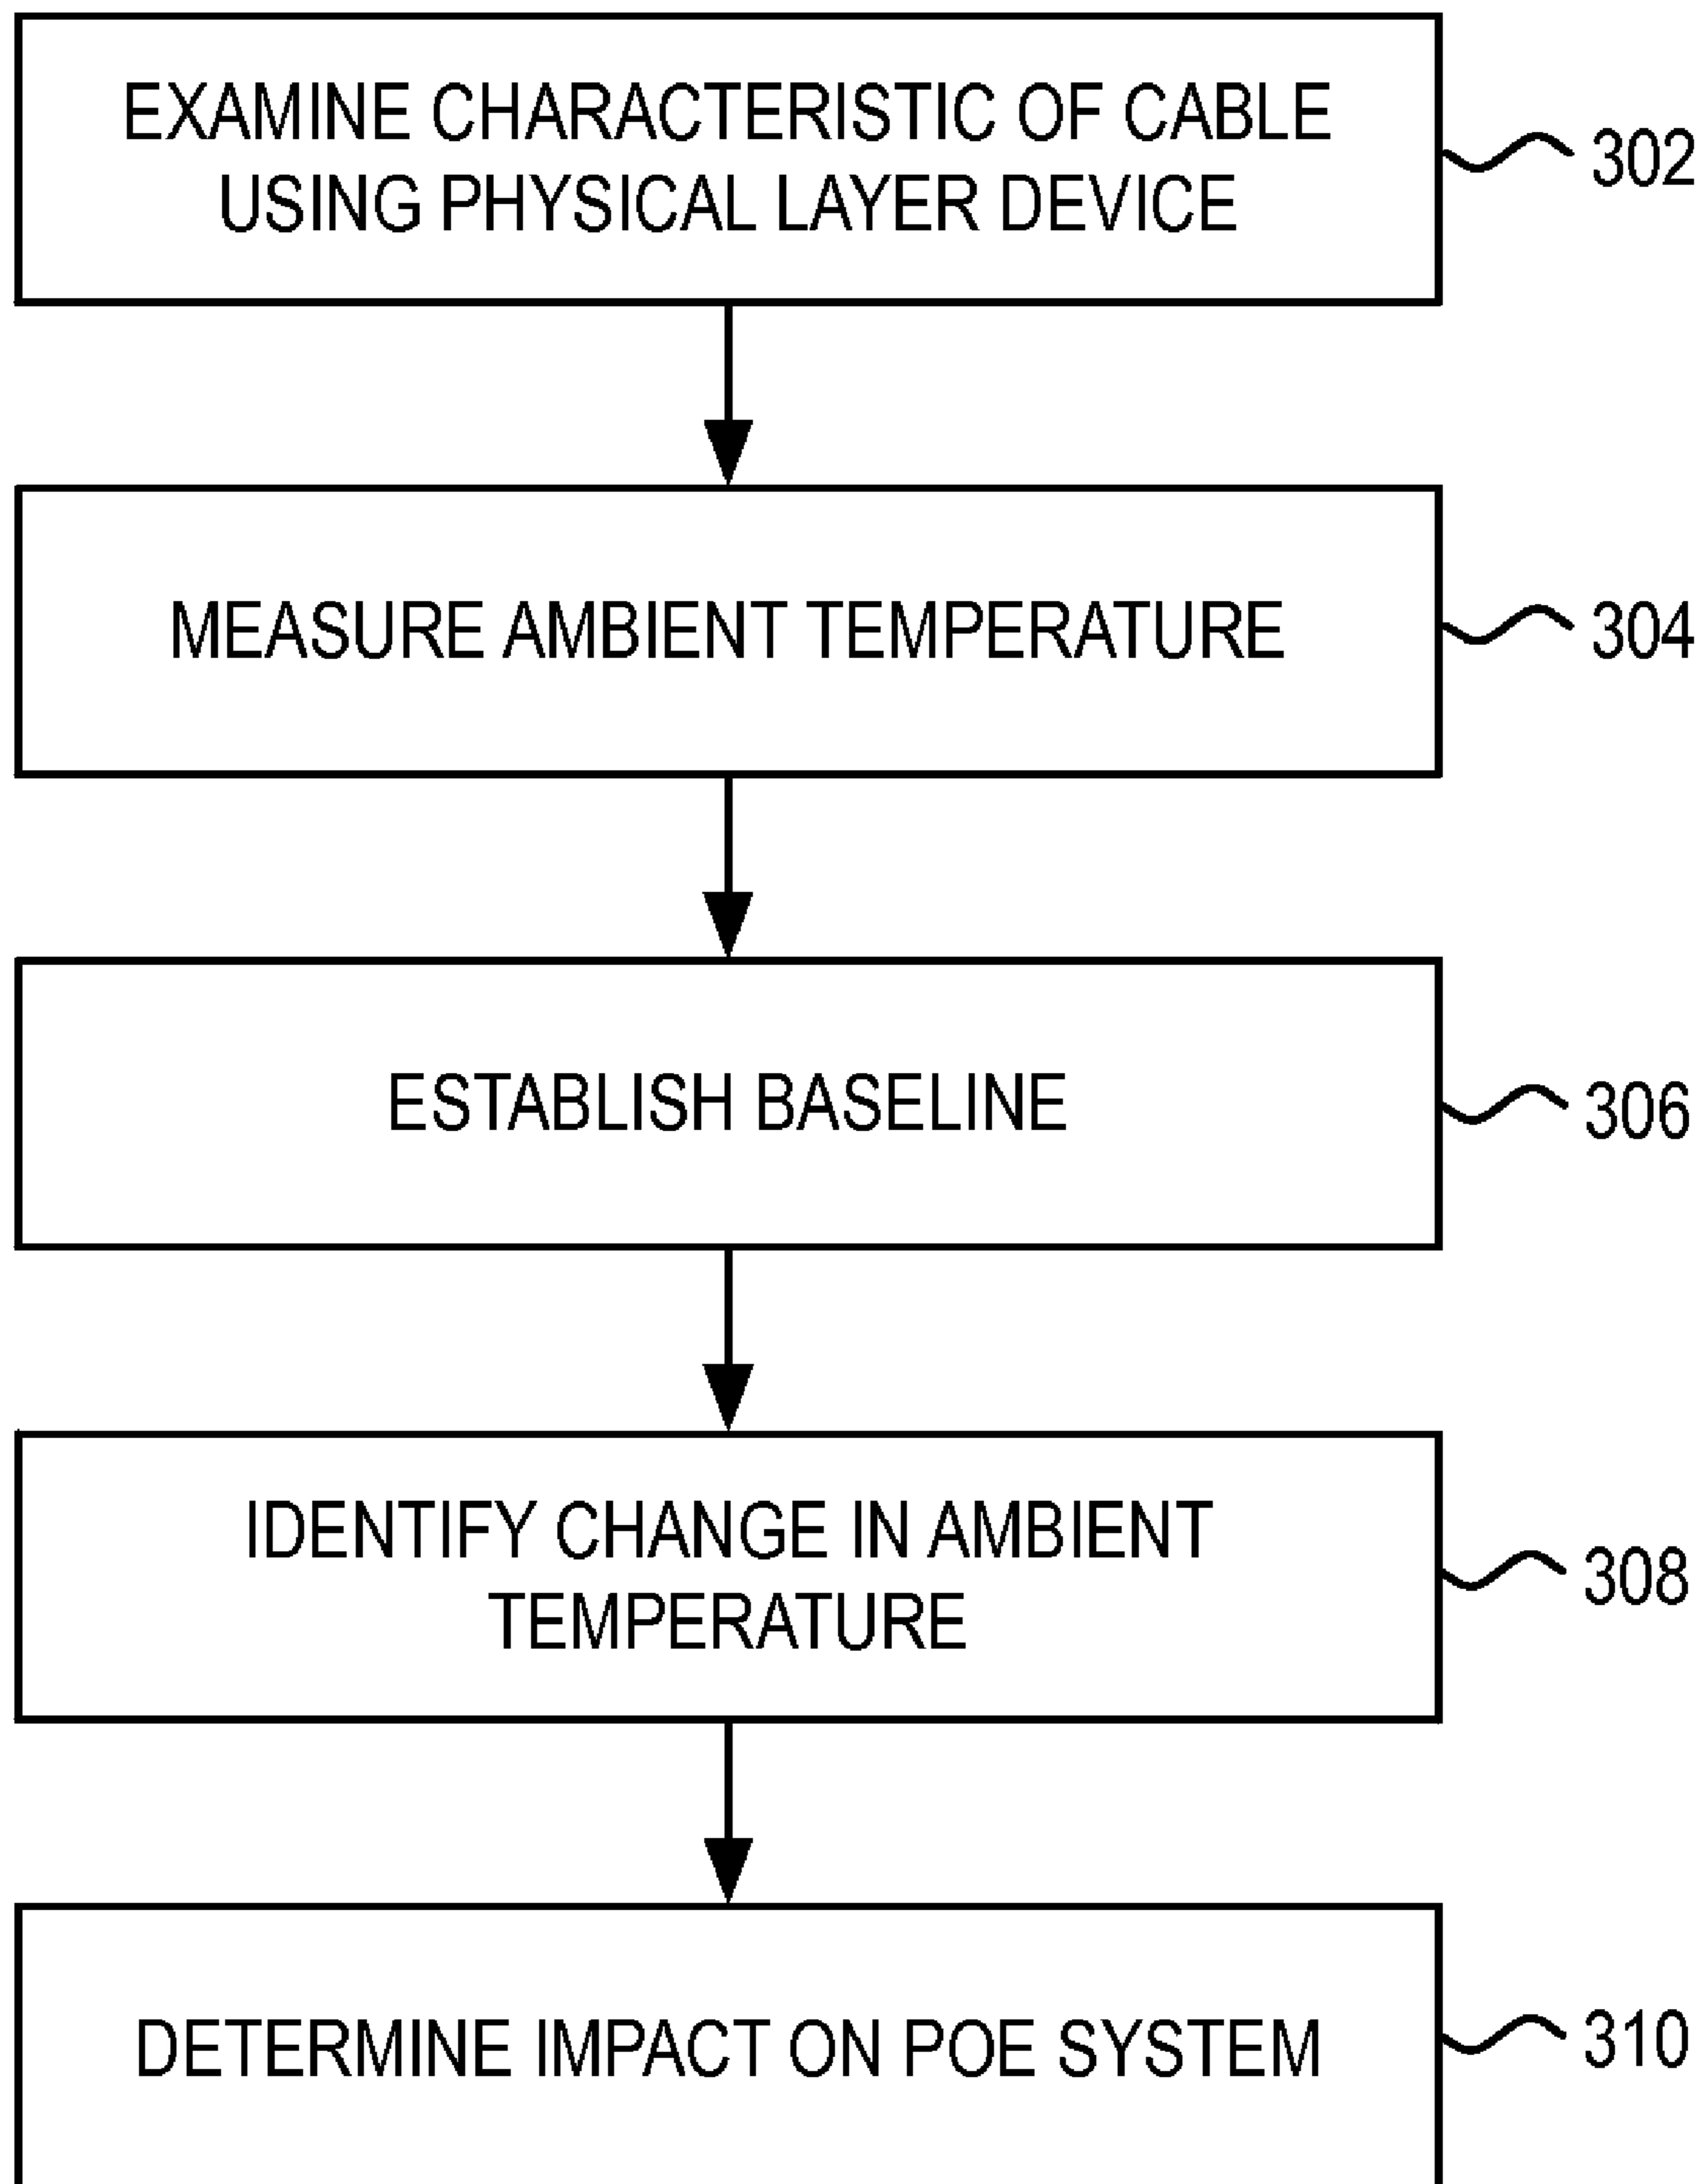 EXAMINE CHARACTERISTIC OF CABLE
USING PHYSICAL LAYER DEVICE
302
MEASURE AMBIENT TEMPERATURE
304
ESTABLISH BASELINE
306
IDENTIFY CHANGE IN AMBIENT
TEMPERATURE
308
DETERMINE IMPACT ON POE SYSTEM
310